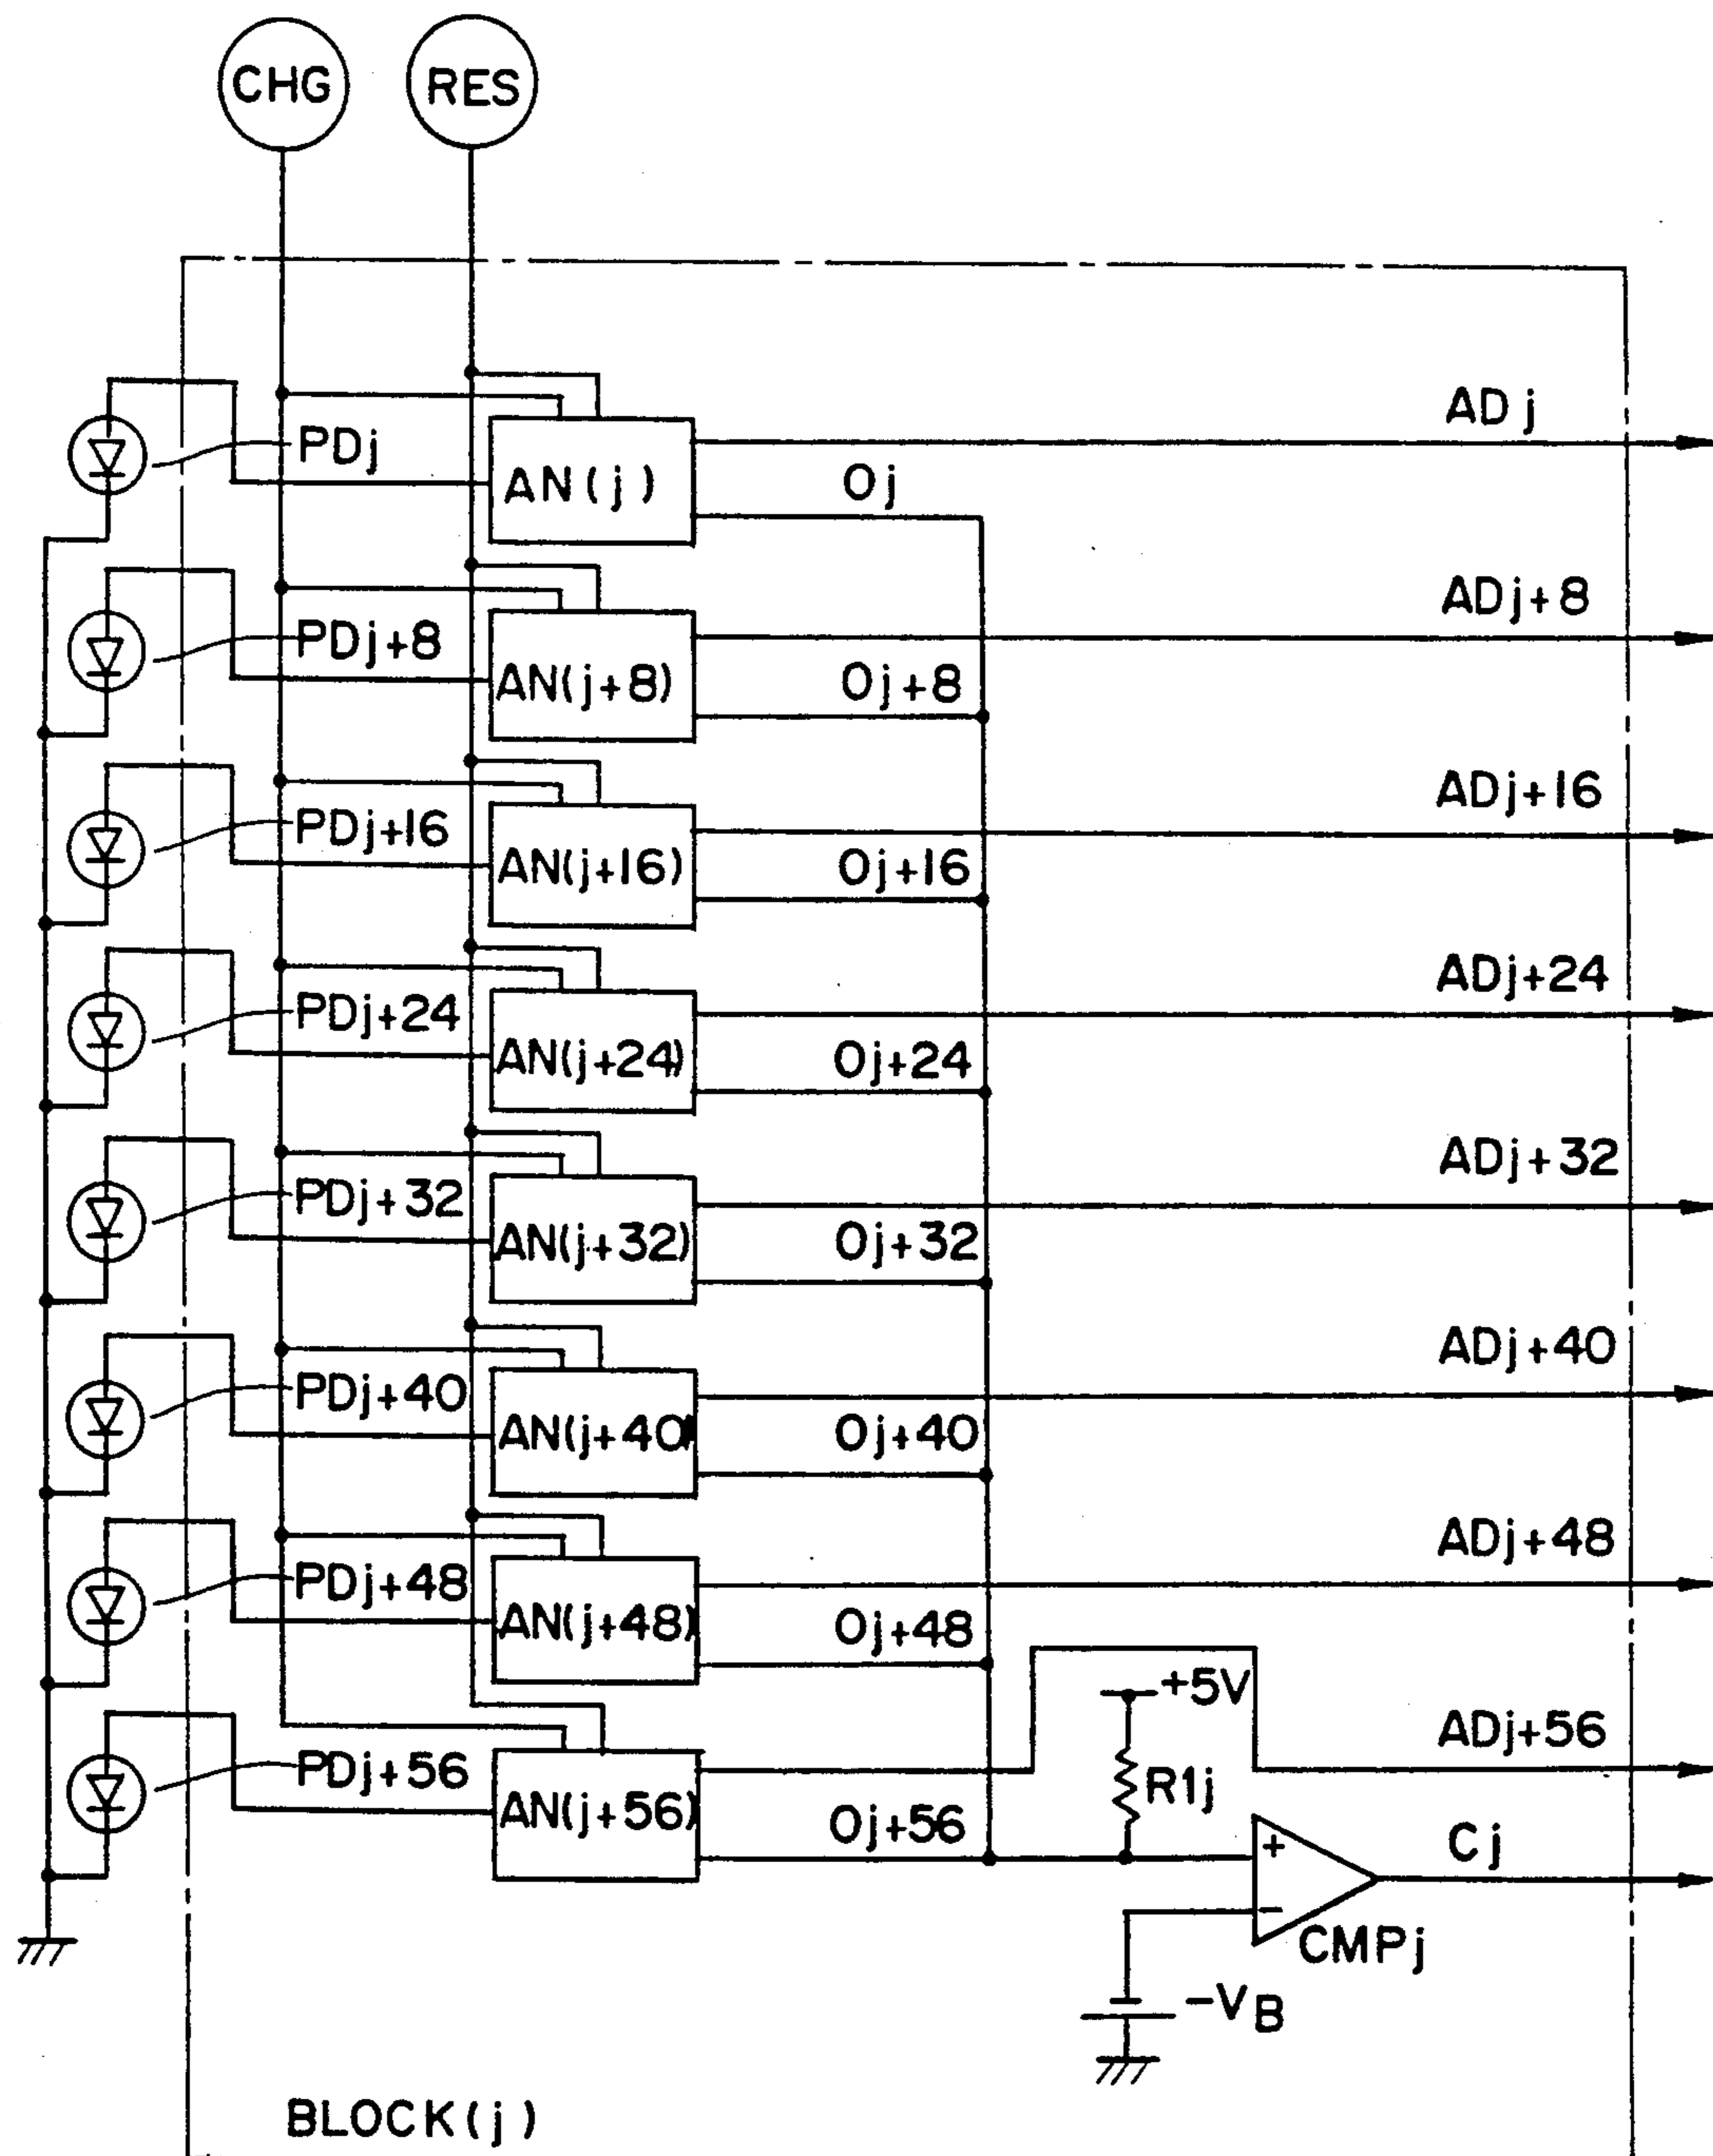 CHG RES
ADj
PDj
AN(j)
Oj
ADj+8
PDj+8
AN(j+8)
Oj+8
ADj+16
PDj+16
AN(j+16)
Oj+16
ADj+24
PDj+24
AN(j+24)
Oj+24
ADj+32
PDj+32
AN(j+32)
Oj+32
ADj+40
PDj+40
AN(j+40)
Oj+40
ADj+48
PDj+48
AN(j+48)
Oj+48
+5V
ADj+56
PDj+56
R1j
AN(j+56)
Oj+56
+
Cj
-
CMPj
-VB
BLOCK(j)